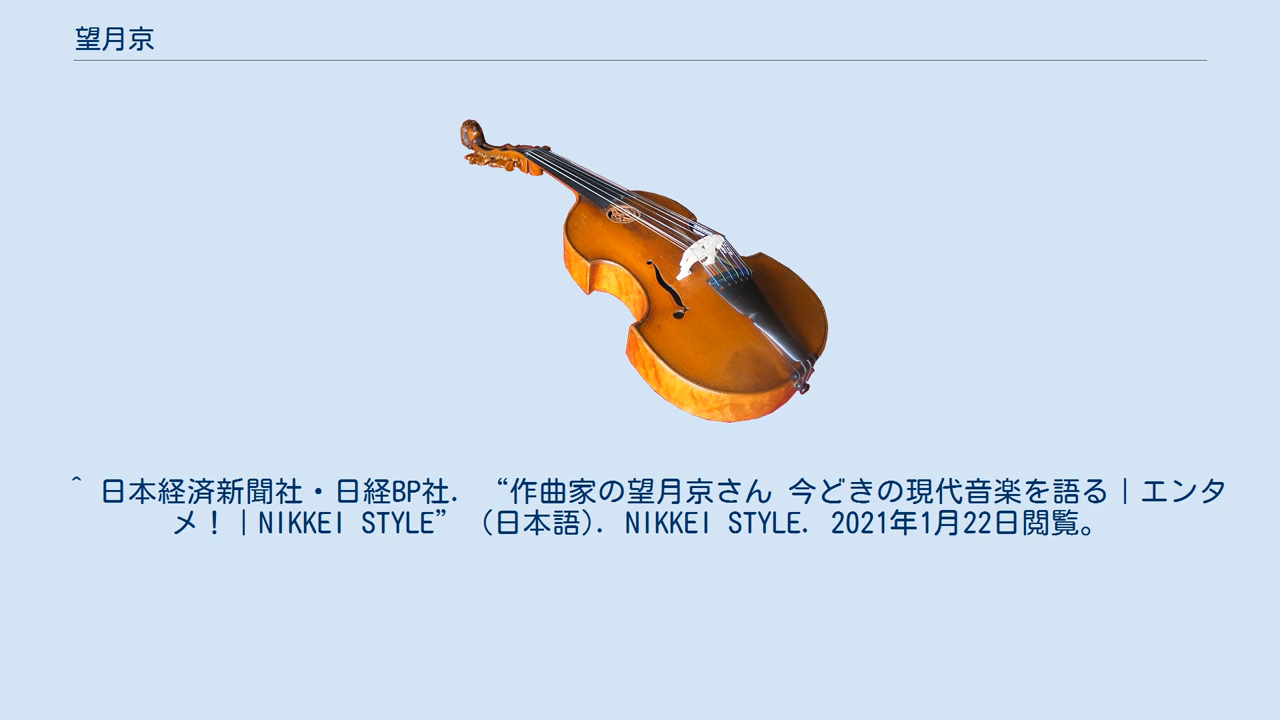 望月京
^ 日本経済新聞社・日経BP社. “作曲家の望月京さん 今どきの現代音楽を語る｜エンタ
メ！｜NIKKEI STYLE” （日本語). NIKKEI STYLE. 2021年1月22日閲覧。